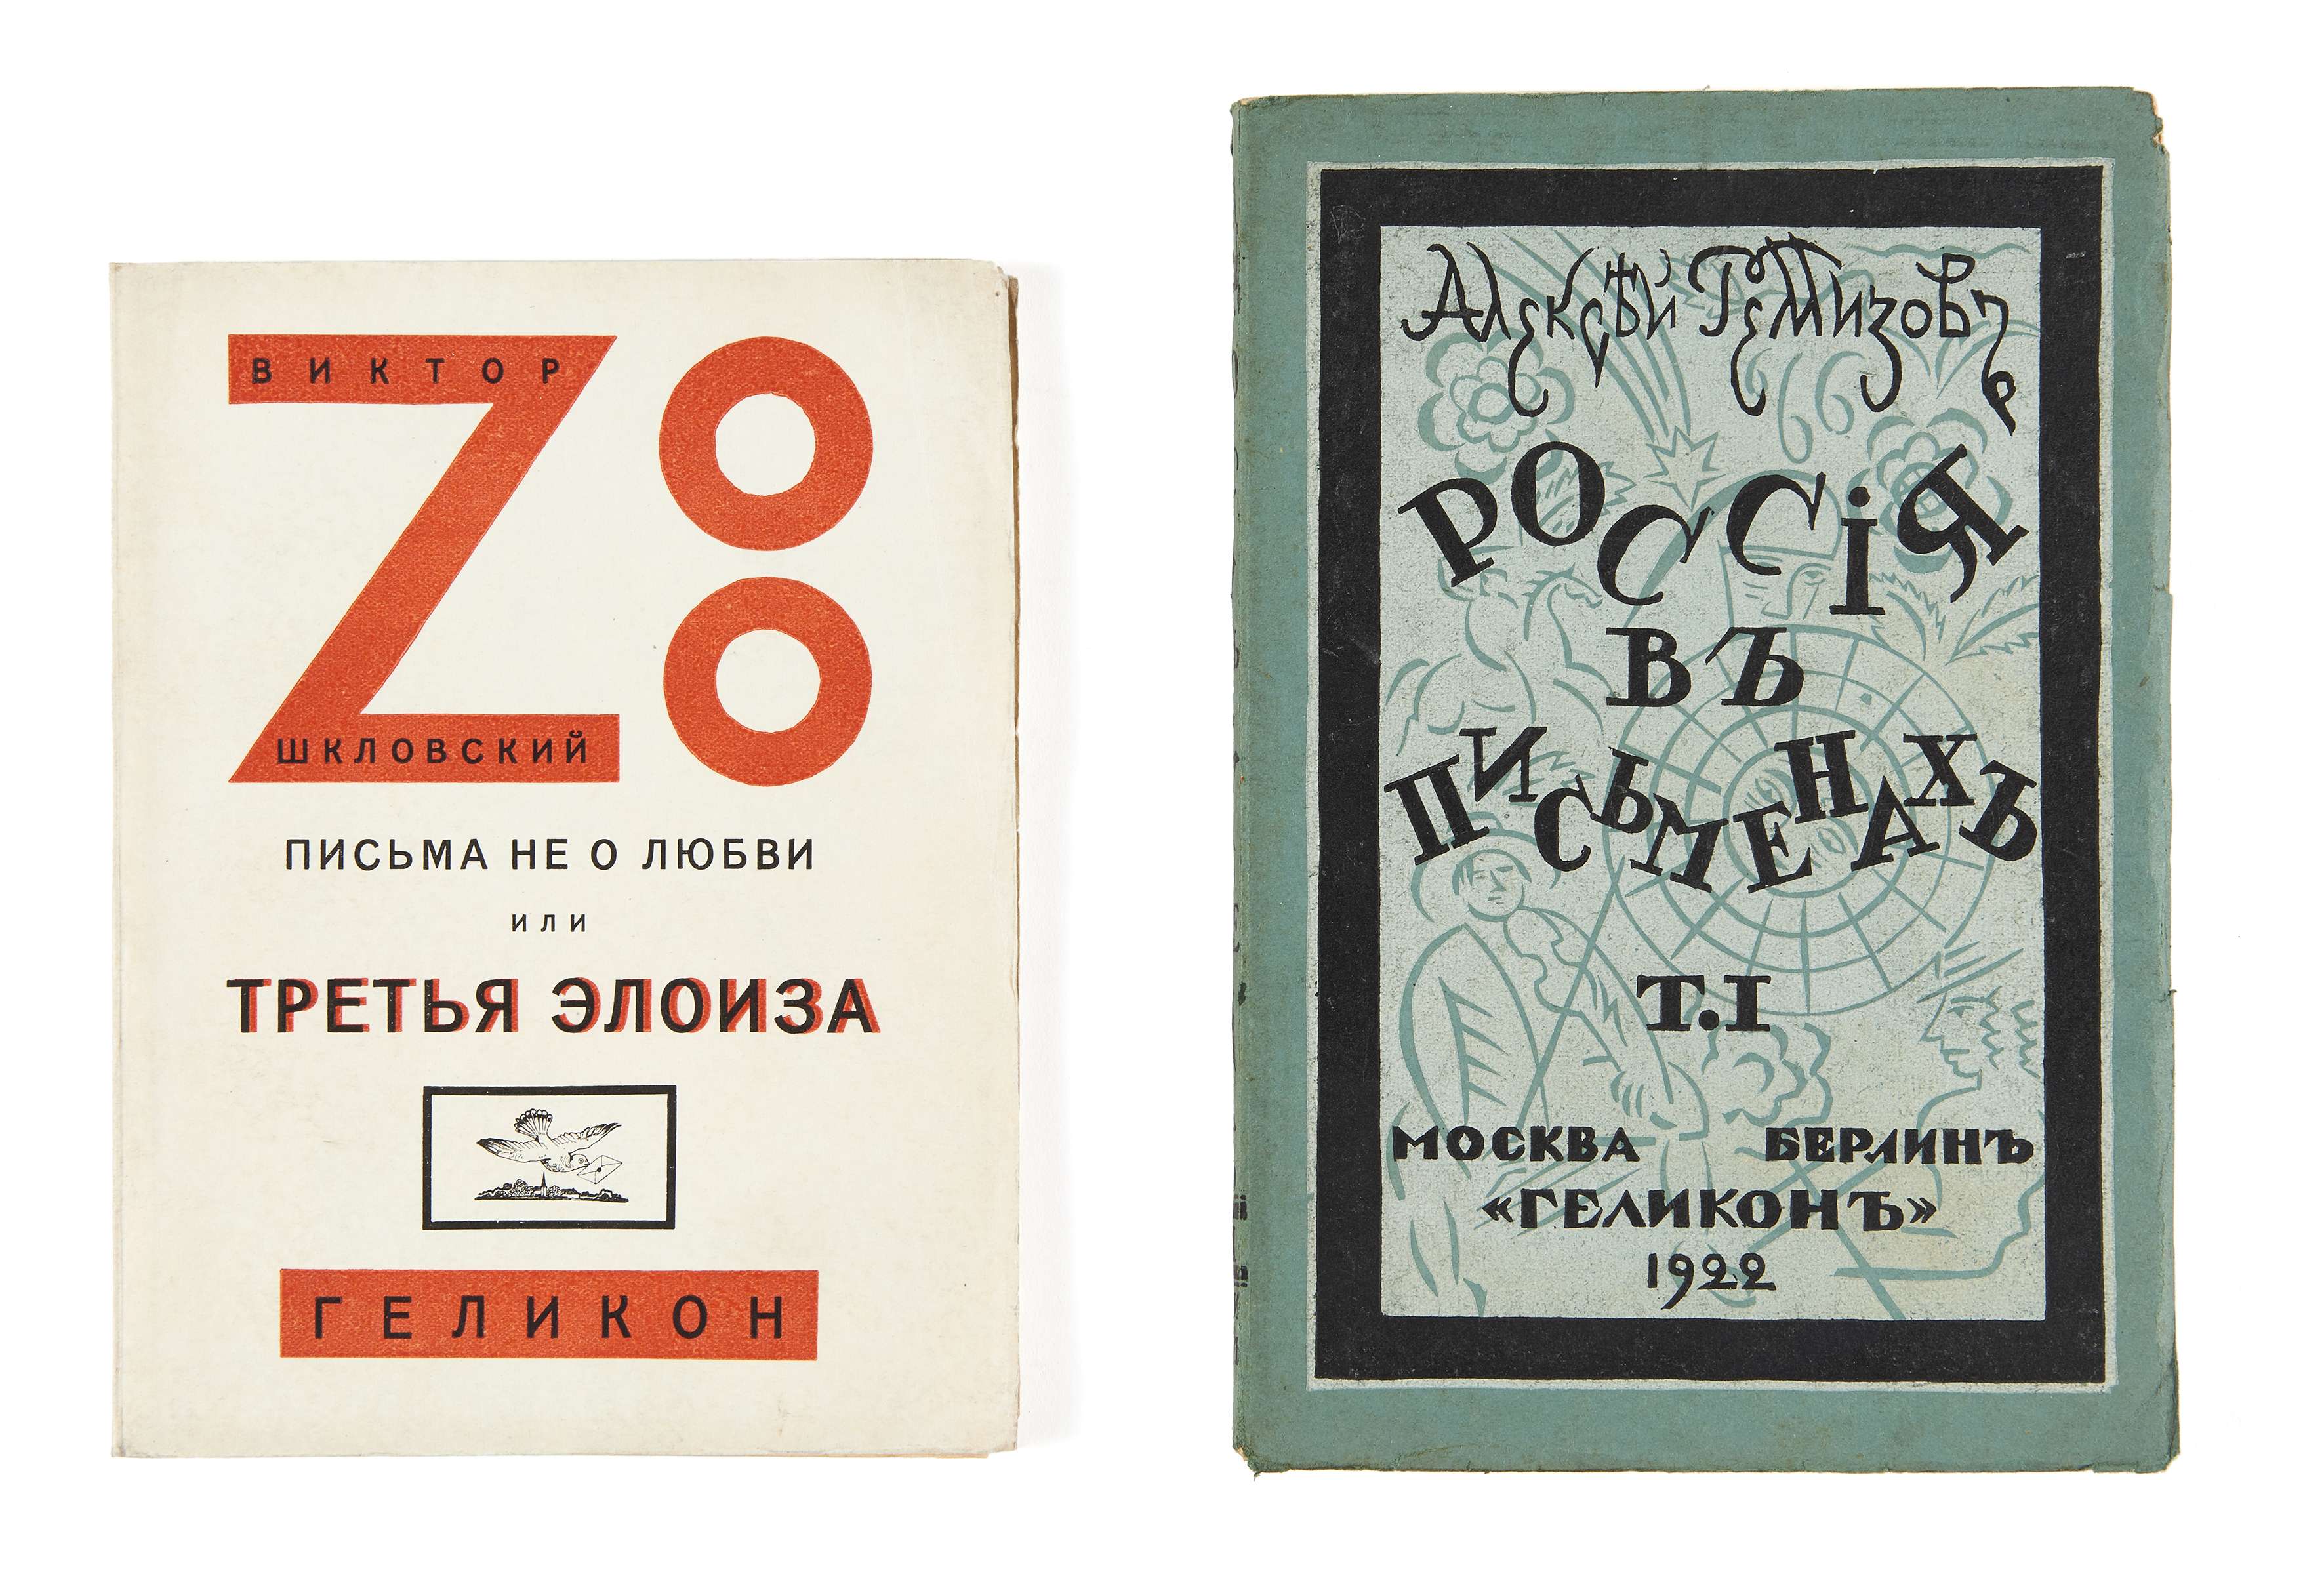 ZOO
ВИКТОР
ШКЛОВСКИЙ
ПИСЬМА НЕ О ЛЮБВИ
ИЛИ
ТРЕТЬЯ ЭЛОИЗА
ГЕЛИКОН
Алексѣй Ремизовъ
РОССІЯ
ВЪ
ПИСЬМЕНАХЪ
Т.I
МОСКВА БЕРЛИНЪ
«ГЕЛИКОНЪ»
1922